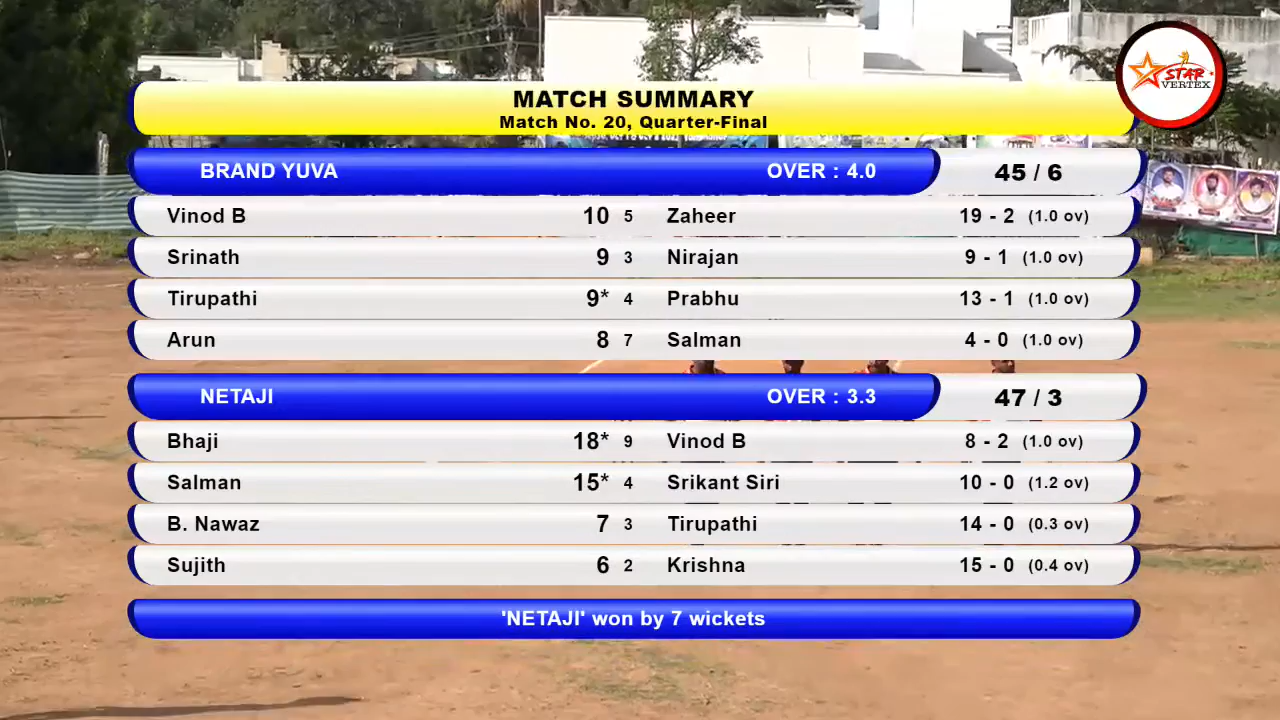 STAR
VERTEX
MATCH SUMMARY
Match No. 20, Quarter-Final
BRAND YUVA OVER : 4.0 45 / 6
Vinod B 10 5 Zaheer 19 - 2 (1.0 ov)
Srinath 9 3 Nirajan 9 - 1 (1.0 ov)
Tirupathi 9* 4 Prabhu 13 - 1 (1.0 ov)
Arun 8 7 Salman 4 - 0 (1.0 ov)
NETAJI OVER : 3.3 47 / 3
Bhaji 18* 9 Vinod B 8 - 2 (1.0 ov)
Salman 15* 4 Srikant Siri 10 - 0 (1.2 ov)
B. Nawaz 7 3 Tirupathi 14 - 0 (0.3 ov)
Sujith 6 2 Krishna 15 - 0 (0.4 ov)
'NETAJI' won by 7 wickets